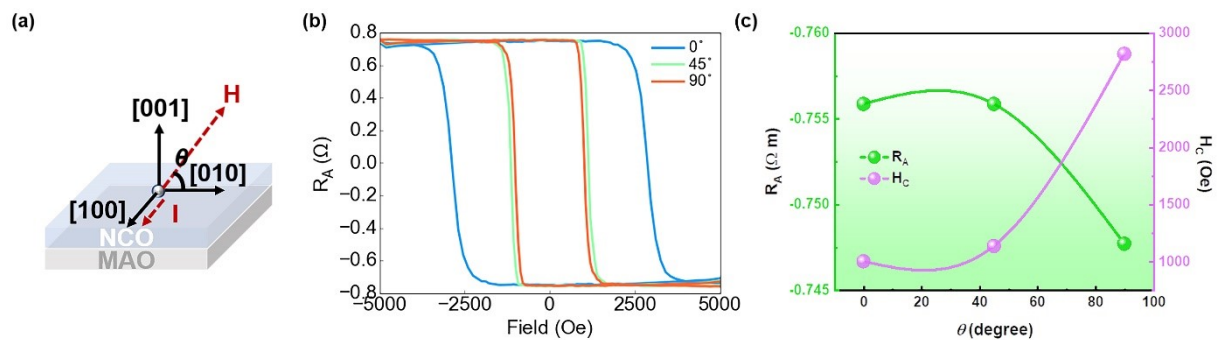 (a)
[001]
H
θ
[010]
[100]
I
NCO
MAO
(b)
0.8
0.6
0.4
0.2
0.0
−0.2
−0.4
−0.6
−0.8
R_A (Ω)
0°
45°
90°
−5000 −2500 0 2500 5000
Field (Oe)
(c)
-0.760
-0.755
-0.750
-0.745
R_A (Ω m)
R_A
H_C
3000
2500
2000
1500
1000
H_C (Oe)
0 20 40 60 80 100
θ (degree)